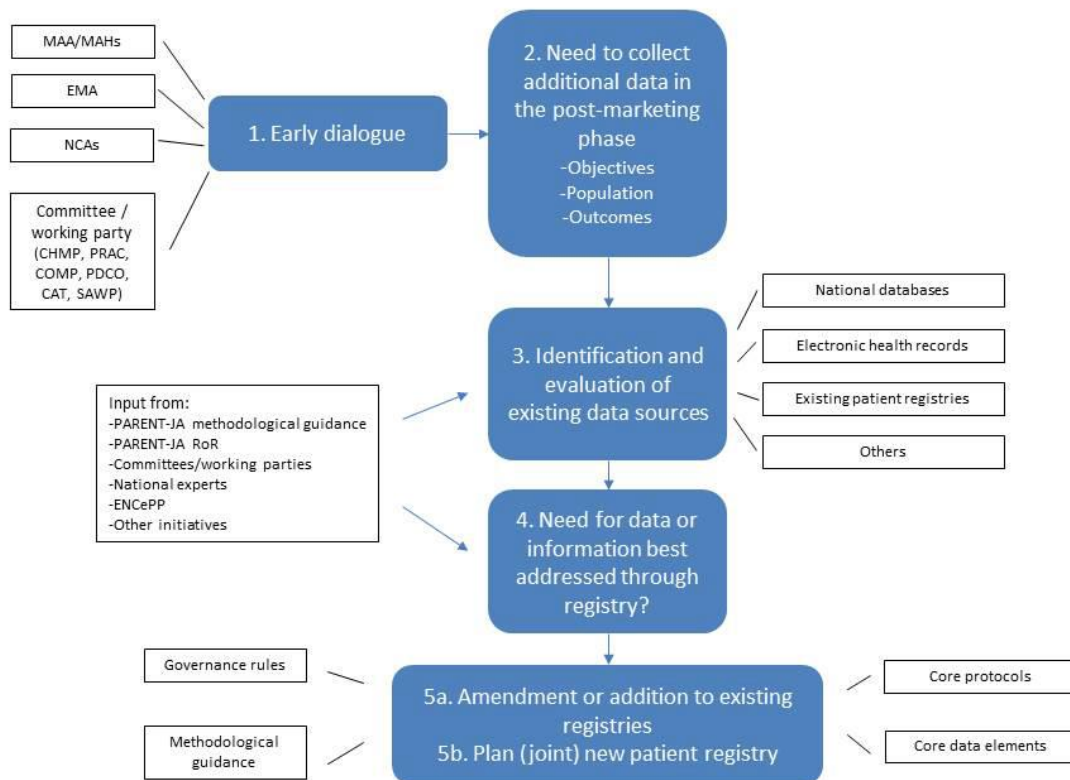 MAA/MAHs
EMA
NCAs
Committee /
working party
(CHMP, PRAC,
COMP, PDCO,
CAT, SAWP)
1. Early dialogue
2. Need to collect
additional data in
the post-marketing
phase
-Objectives
-Population
-Outcomes
3. Identification and
evaluation of
existing data sources
National databases
Electronic health records
Existing patient registries
Others
Input from:
-PARENT-JA methodological guidance
-PARENT-JA RoR
-Committees/working parties
-National experts
-ENCePP
-Other initiatives
4. Need for data or
information best
addressed through
registry?
Governance rules
Methodological
guidance
5a. Amendment or addition to existing
registries
5b. Plan (joint) new patient registry
Core protocols
Core data elements